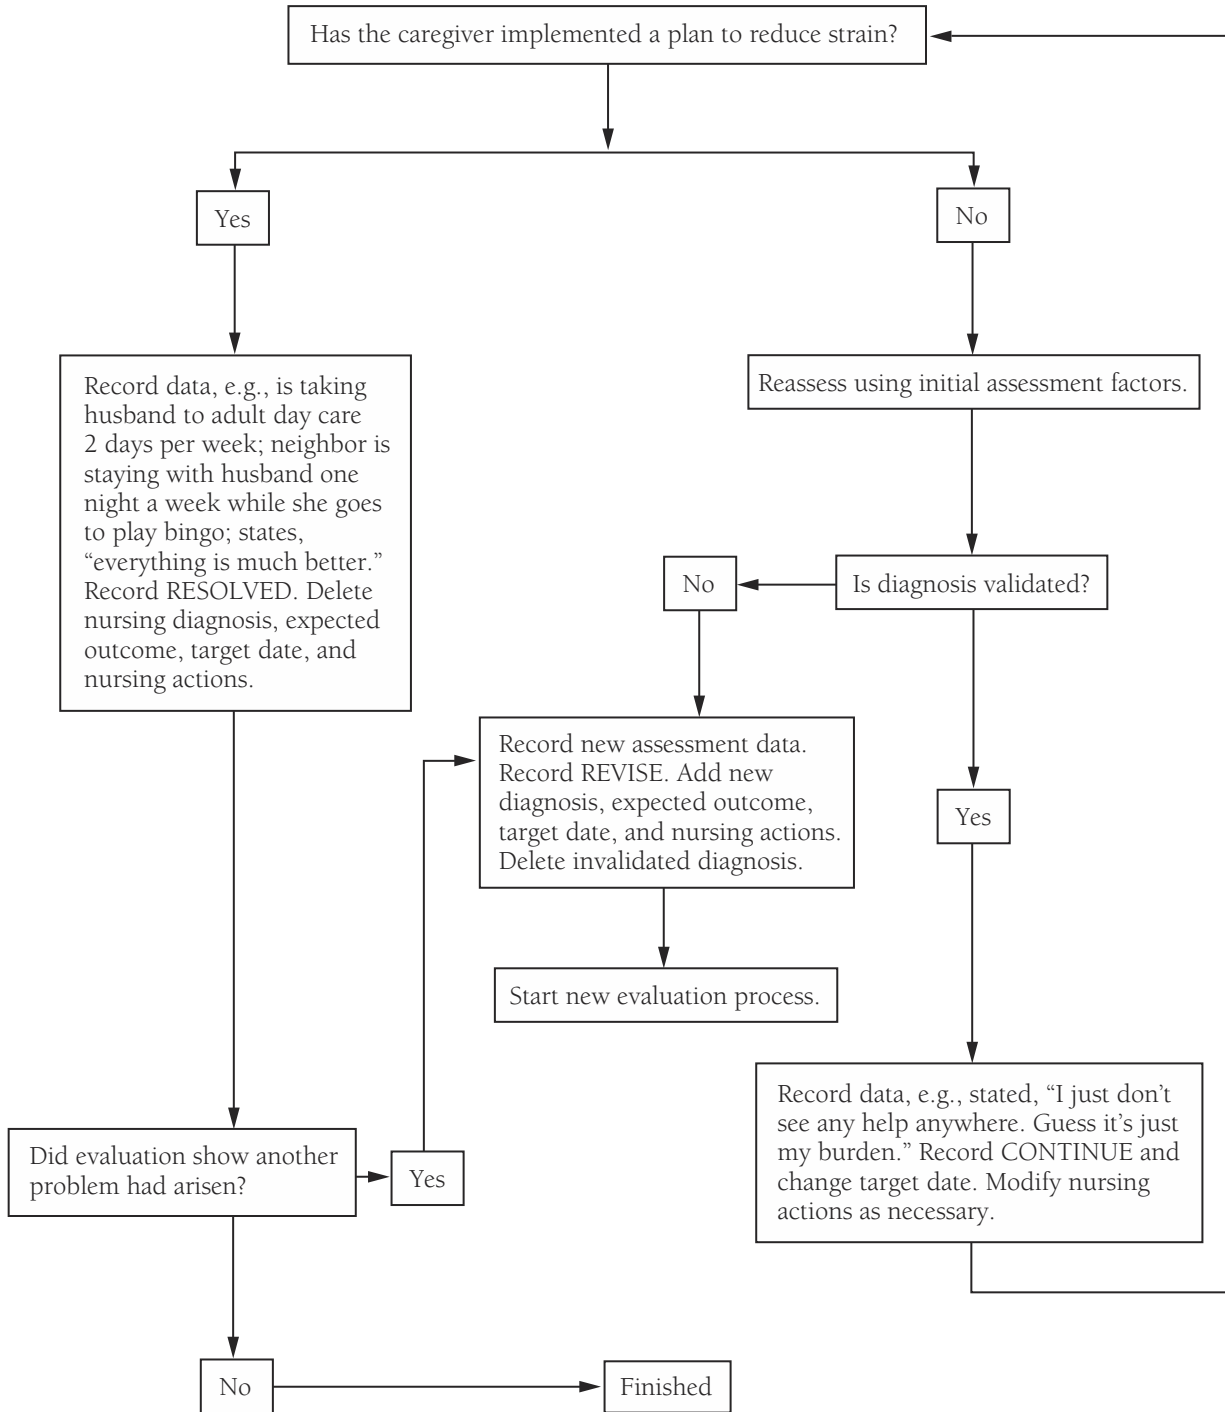 Has the caregiver implemented a plan to reduce strain?
Yes
No
Record data, e.g., is taking
husband to adult day care
2 days per week; neighbor is
staying with husband one
night a week while she goes
to play bingo; states,
“everything is much better.”
Record RESOLVED. Delete
nursing diagnosis, expected
outcome, target date, and
nursing actions.
Reassess using initial assessment factors.
Is diagnosis validated?
No
Record new assessment data.
Record REVISE. Add new
diagnosis, expected outcome,
target date, and nursing actions.
Delete invalidated diagnosis.
Yes
Start new evaluation process.
Record data, e.g., stated, “I just don’t
see any help anywhere. Guess it’s just
my burden.” Record CONTINUE and
change target date. Modify nursing
actions as necessary.
Did evaluation show another
problem had arisen?
Yes
No
Finished